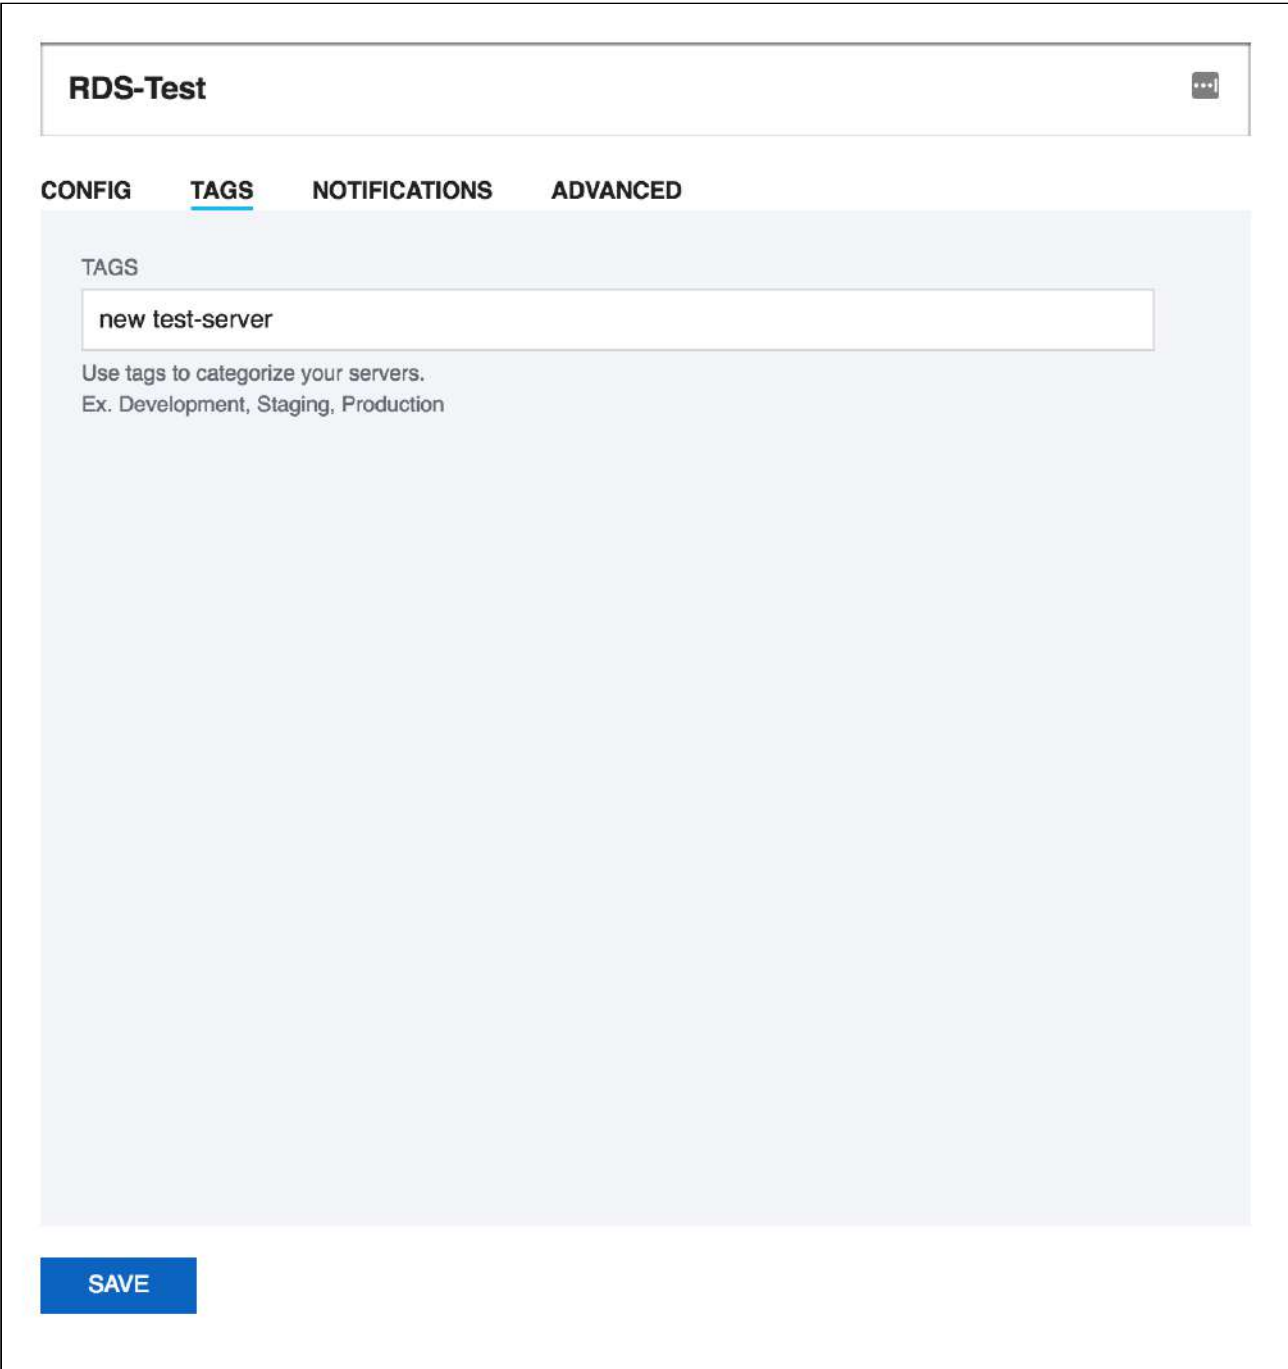 RDS-Test
CONFIG TAGS NOTIFICATIONS ADVANCED
TAGS
new test-server
Use tags to categorize your servers.
Ex. Development, Staging, Production
SAVE